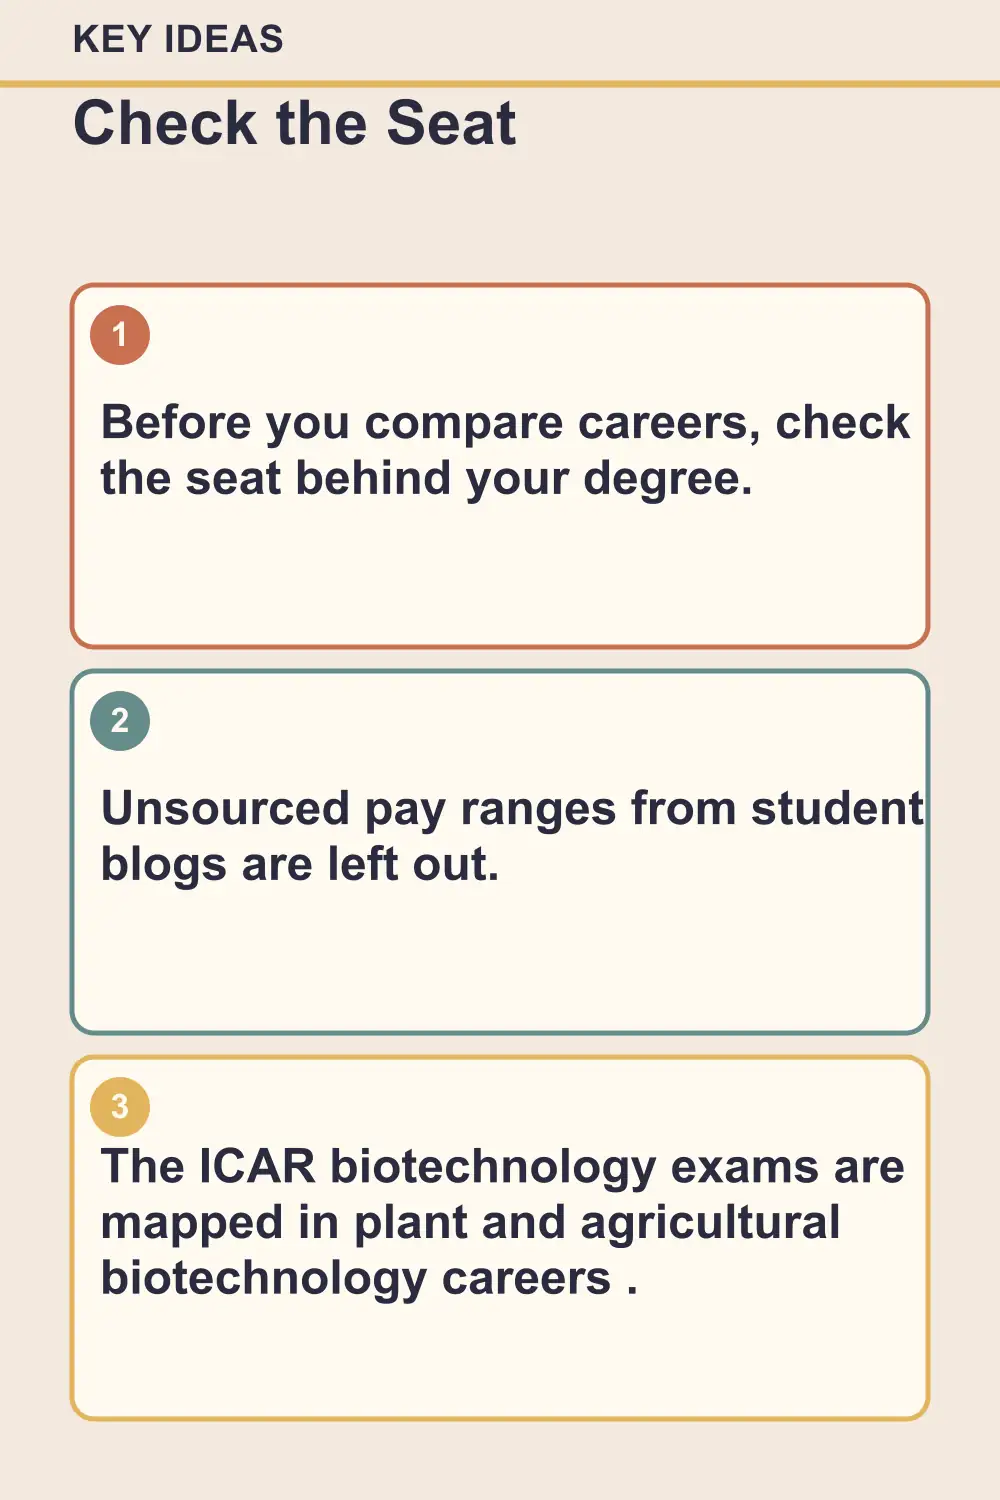 KEY IDEAS
Check the Seat
1
Before you compare careers, check
the seat behind your degree.
2
Unsourced pay ranges from student
blogs are left out.
3
The ICAR biotechnology exams are
mapped in plant and agricultural
biotechnology careers .